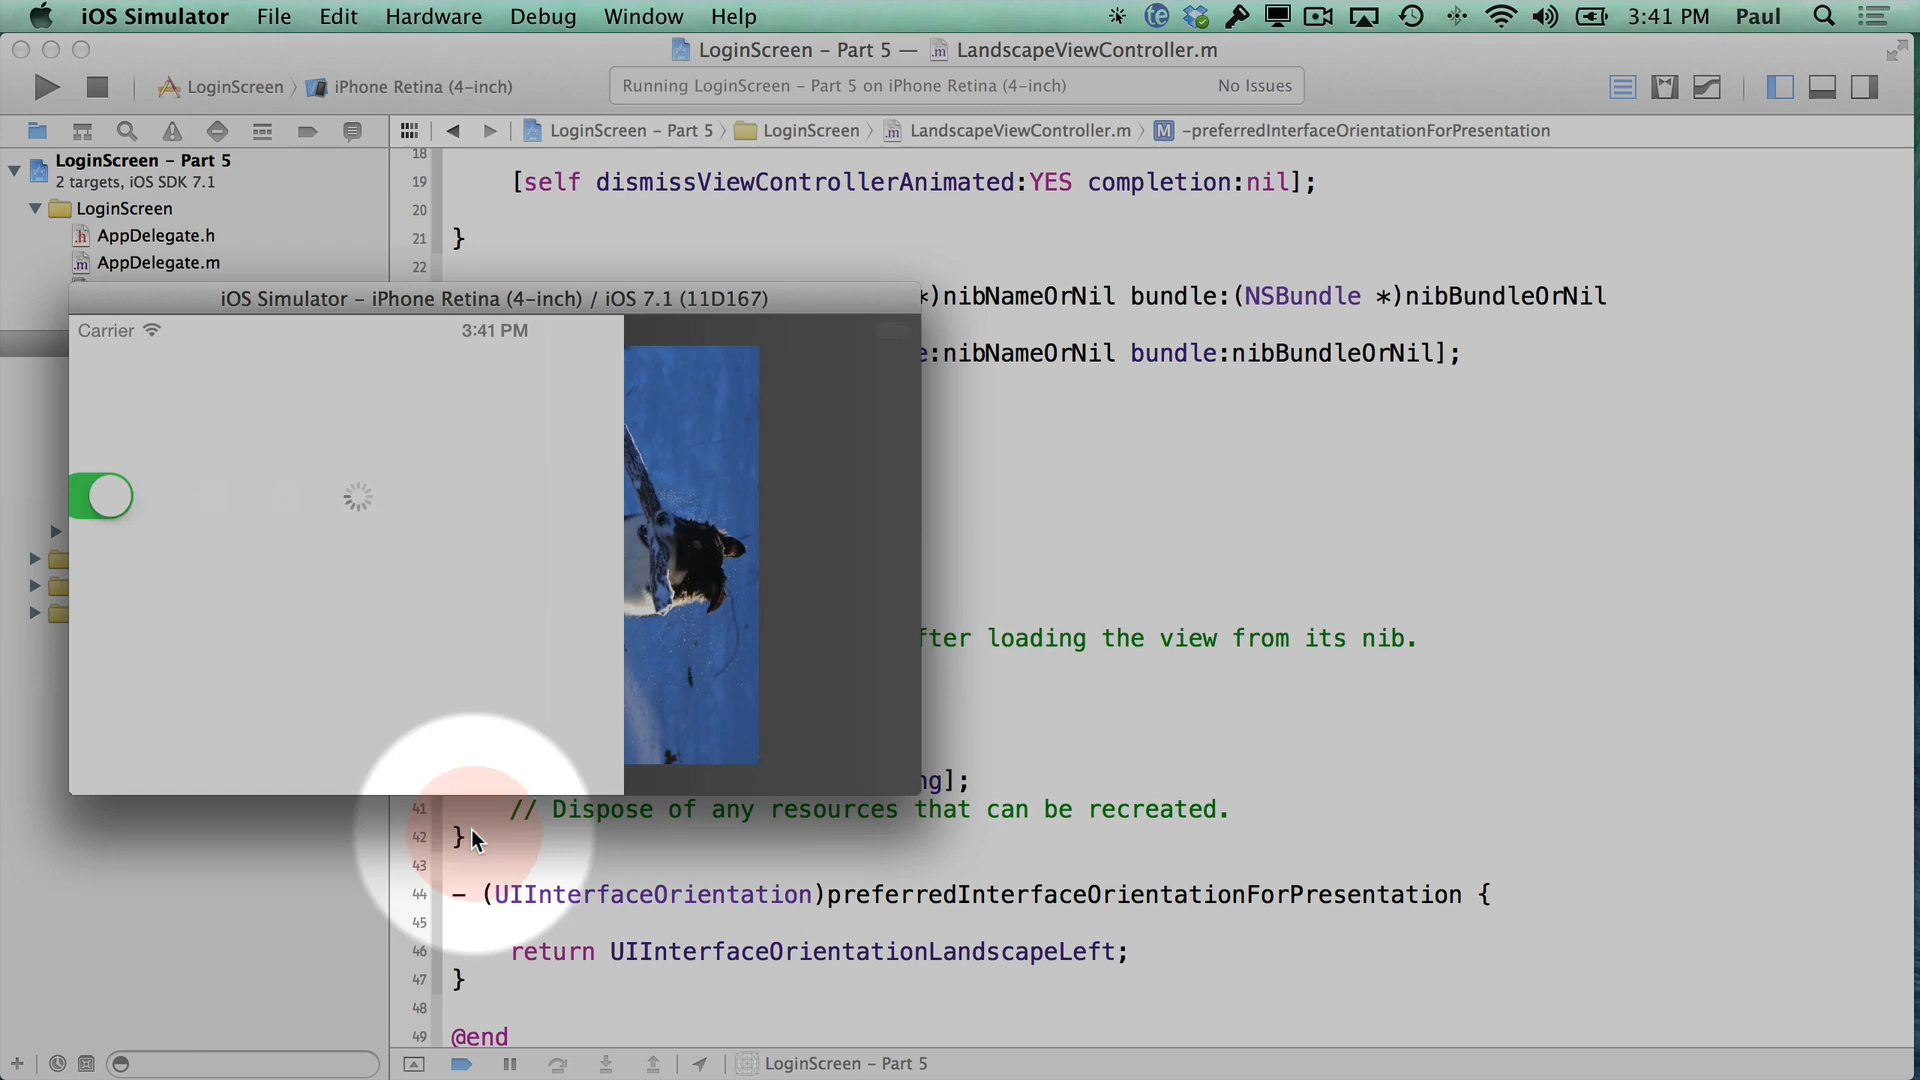 iOS Simulator File Edit Hardware Debug Window Help 3:41 PM Paul
LoginScreen - Part 5 — LandscapeViewController.m
LoginScreen iPhone Retina (4-inch) Running LoginScreen - Part 5 on iPhone Retina (4-inch) No Issues
LoginScreen - Part 5 LoginScreen LandscapeViewController.m M -preferredInterfaceOrientationForPresentation
LoginScreen - Part 5
2 targets, iOS SDK 7.1
LoginScreen
AppDelegate.h
AppDelegate.m
18
19 [self dismissViewControllerAnimated:YES completion:nil];
20
21 }
22
*)nibNameOrNil bundle:(NSBundle *)nibBundleOrNil
e:nibNameOrNil bundle:nibBundleOrNil];
iOS Simulator - iPhone Retina (4-inch) / iOS 7.1 (11D167)
Carrier 3:41 PM
fter loading the view from its nib.
ng];
41 // Dispose of any resources that can be recreated.
42 }
43
44 - (UIInterfaceOrientation)preferredInterfaceOrientationForPresentation {
45
46 return UIInterfaceOrientationLandscapeLeft;
47 }
48
49 @end
LoginScreen - Part 5